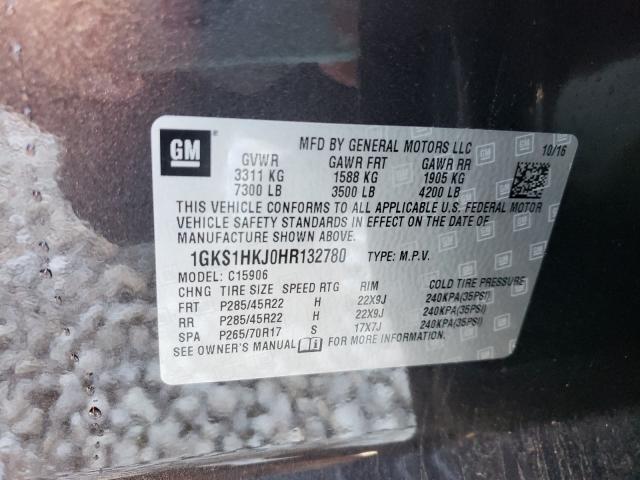 GM
MFD BY GENERAL MOTORS LLC 10/16
GVWR GAWR FRT GAWR RR
3311 KG 1588 KG 1905 KG
7300 LB 3500 LB 4200 LB
THIS VEHICLE CONFORMS TO ALL APPLICABLE U.S. FEDERAL MOTOR
VEHICLE SAFETY STANDARDS IN EFFECT ON THE DATE OF
MANUFACTURE SHOWN ABOVE.
1GKS1HKJ0HR132780 TYPE: M.P.V.
MODEL: C15906
CHNG TIRE SIZE SPEED RTG RIM COLD TIRE PRESSURE
FRT P285/45R22 H 22X9J 240KPA(35PSI)
RR P285/45R22 H 22X9J 240KPA(35PSI)
SPA P265/70R17 S 17X7J 240KPA(35PSI)
SEE OWNER'S MANUAL FOR MORE INFORMATION.